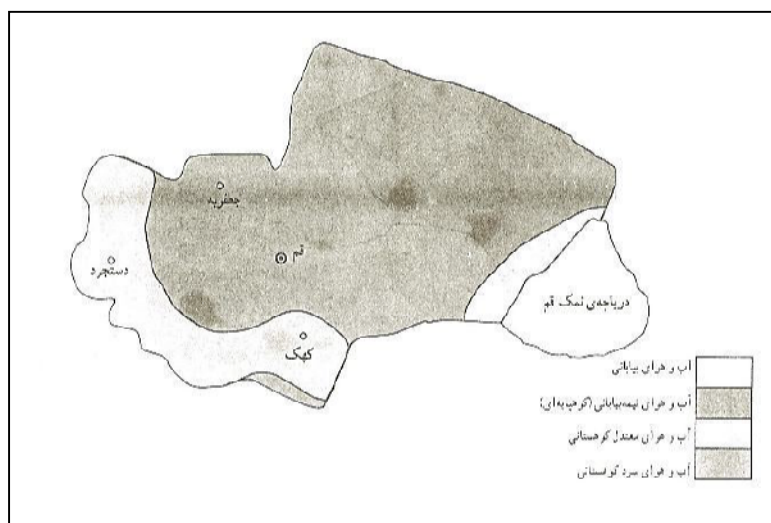 جعفریه
قم
دستجرد
دریاچه‌ی نمک قم
کهک
آب و هوای بیابانی
آب و هوای نیمه‌بیابانی (کوهپایه‌ای)
آب و هوای معتدل کوهستانی
آب و هوای سرد کوهستانی